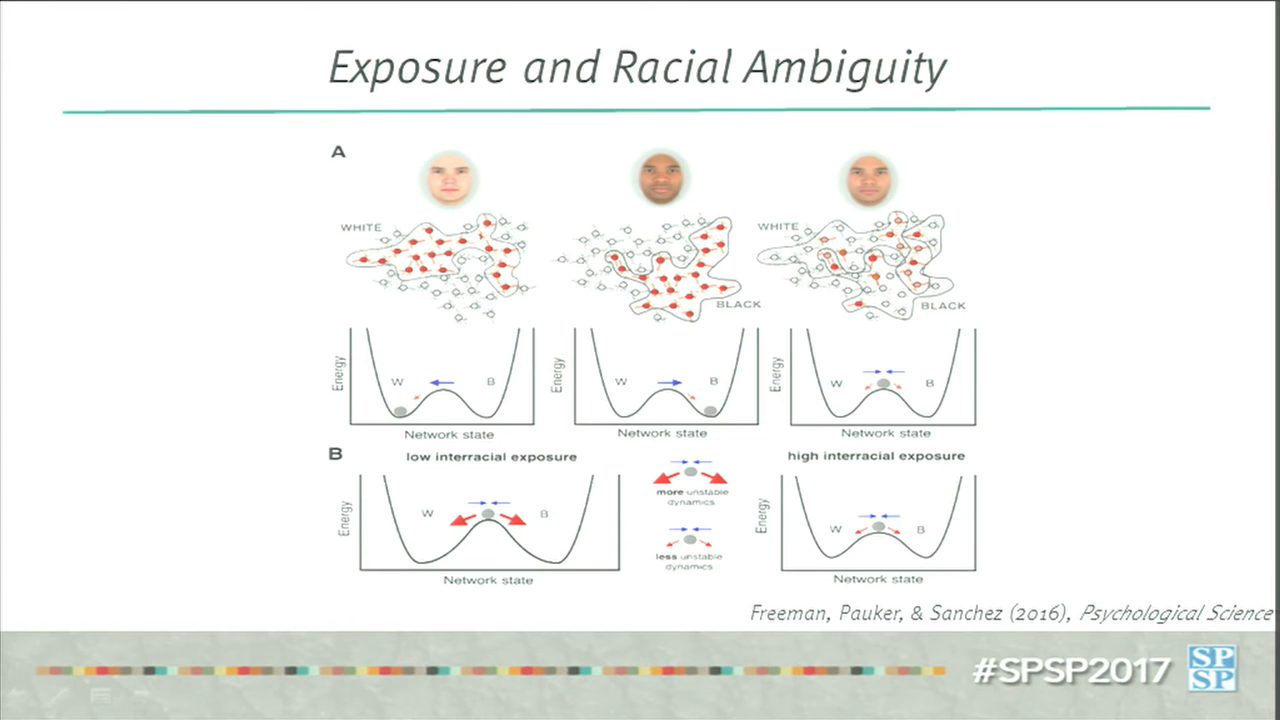 Exposure and Racial Ambiguity
A
WHITE
BLACK
WHITE
BLACK
Energy
W
B
Network state
Energy
W
B
Network state
Energy
W
B
Network state
B
low interracial exposure
high interracial exposure
Energy
W
B
Network state
more unstable
dynamics
less unstable
dynamics
Energy
W
B
Network state
Freeman, Pauker, & Sanchez (2016), Psychological Science
#SPSP2017
SP
SP